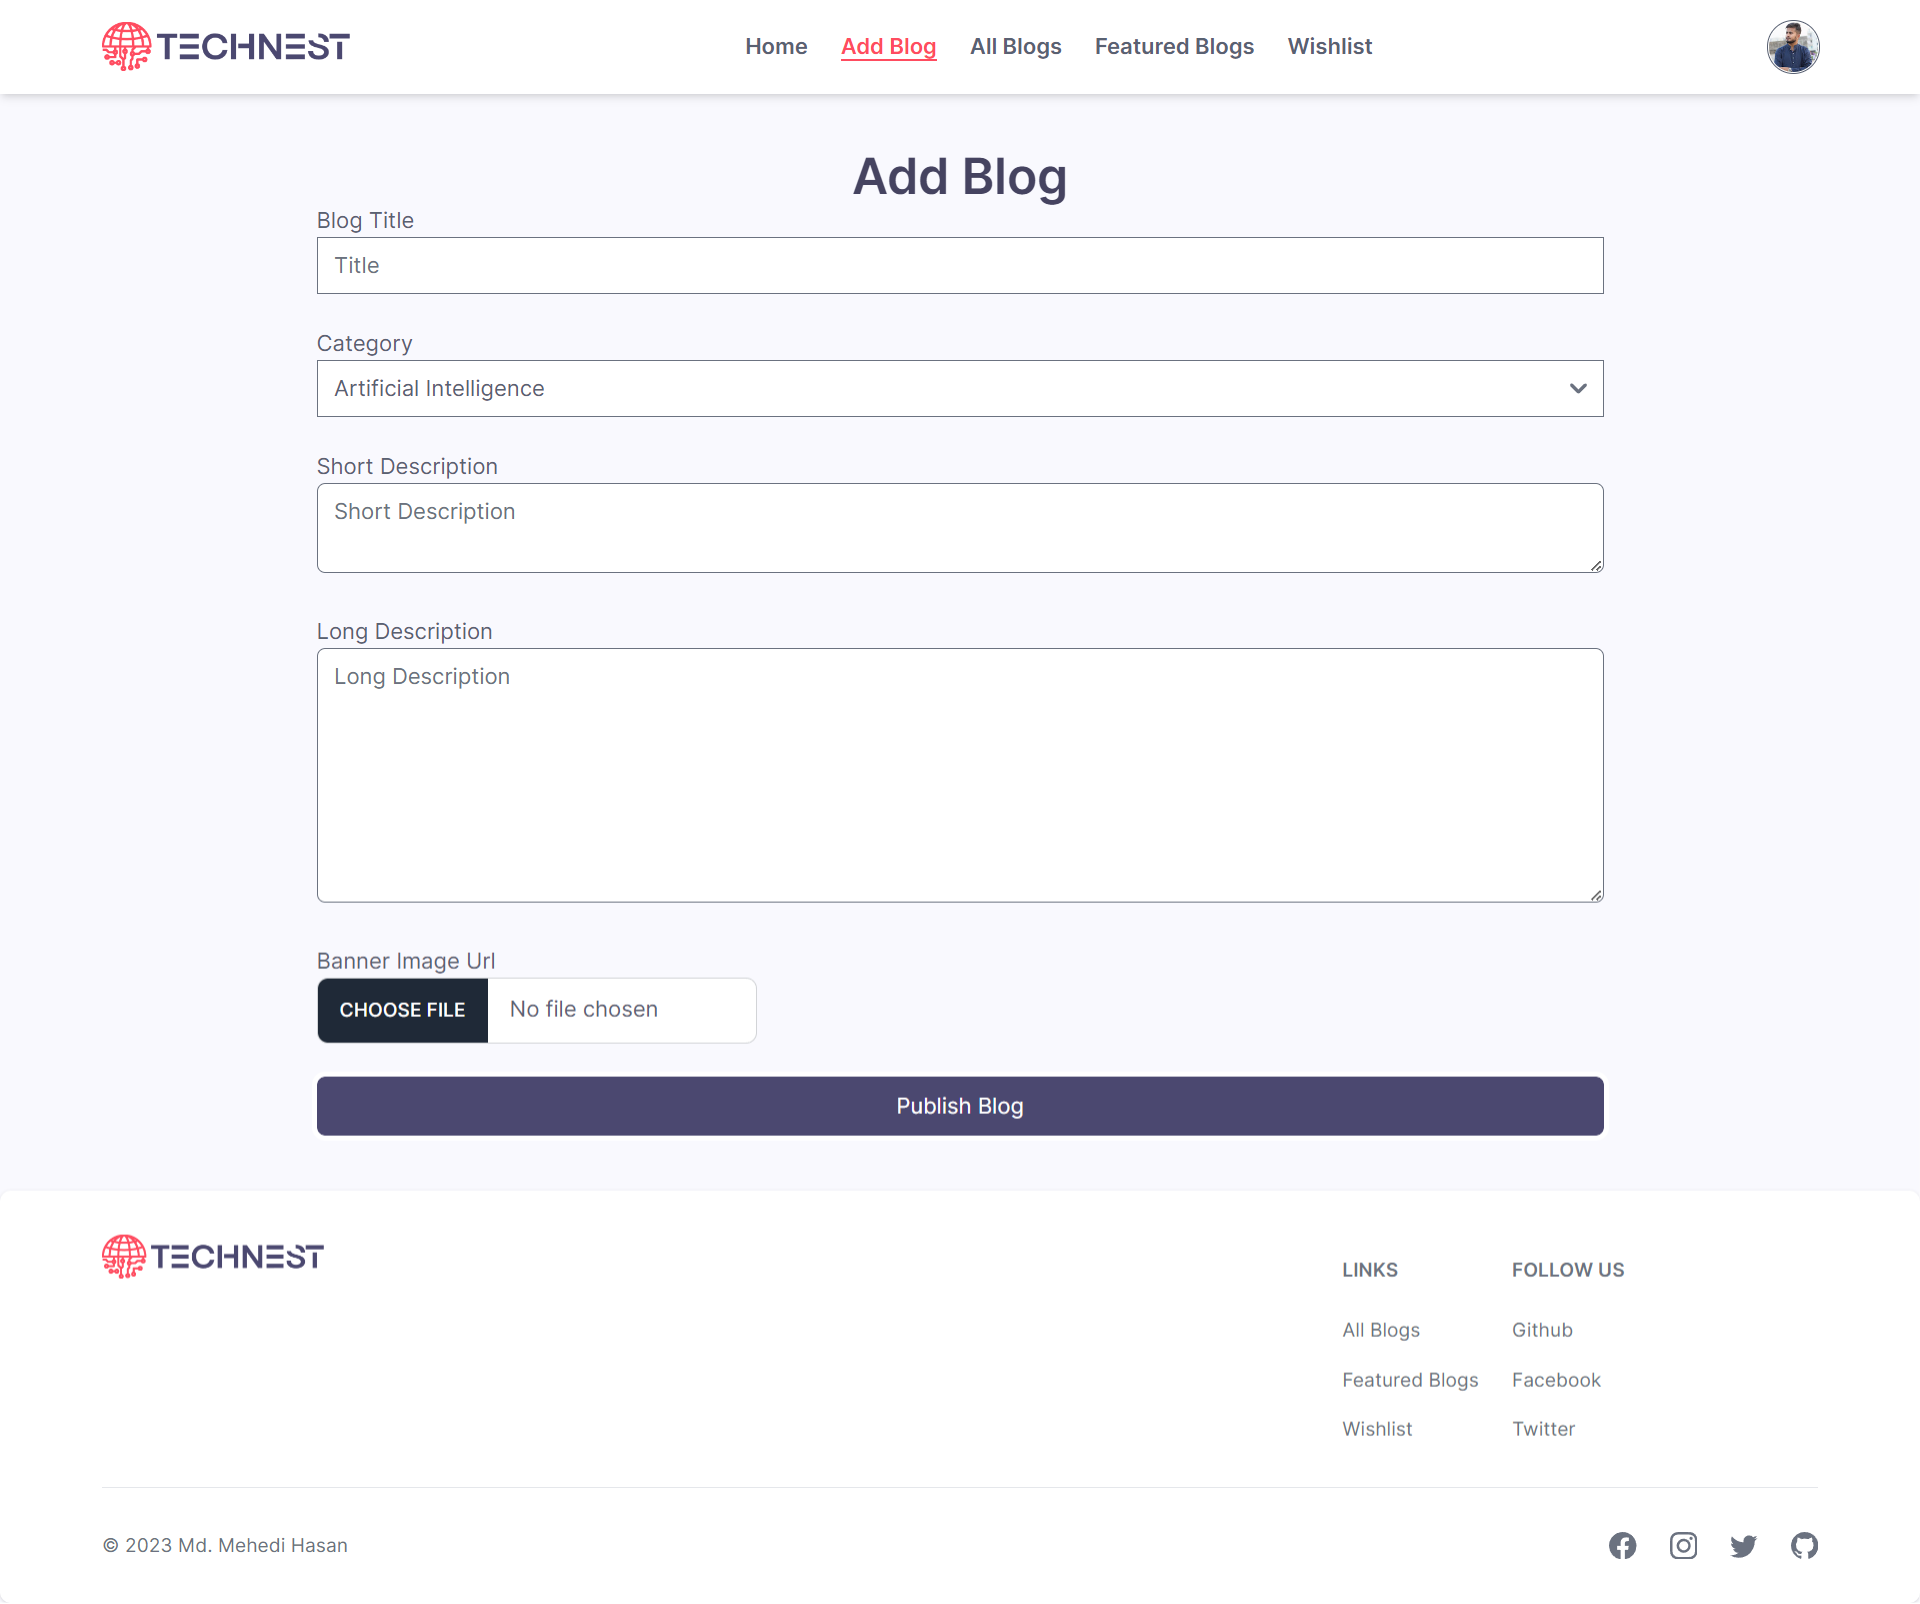 TECHNEST
Home Add Blog All Blogs Featured Blogs Wishlist
Add Blog
Blog Title
Title
Category
Artificial Intelligence
Short Description
Short Description
Long Description
Long Description
Banner Image Url
CHOOSE FILE No file chosen
Publish Blog
TECHNEST
LINKS
All Blogs
Featured Blogs
Wishlist
FOLLOW US
Github
Facebook
Twitter
© 2023 Md. Mehedi Hasan